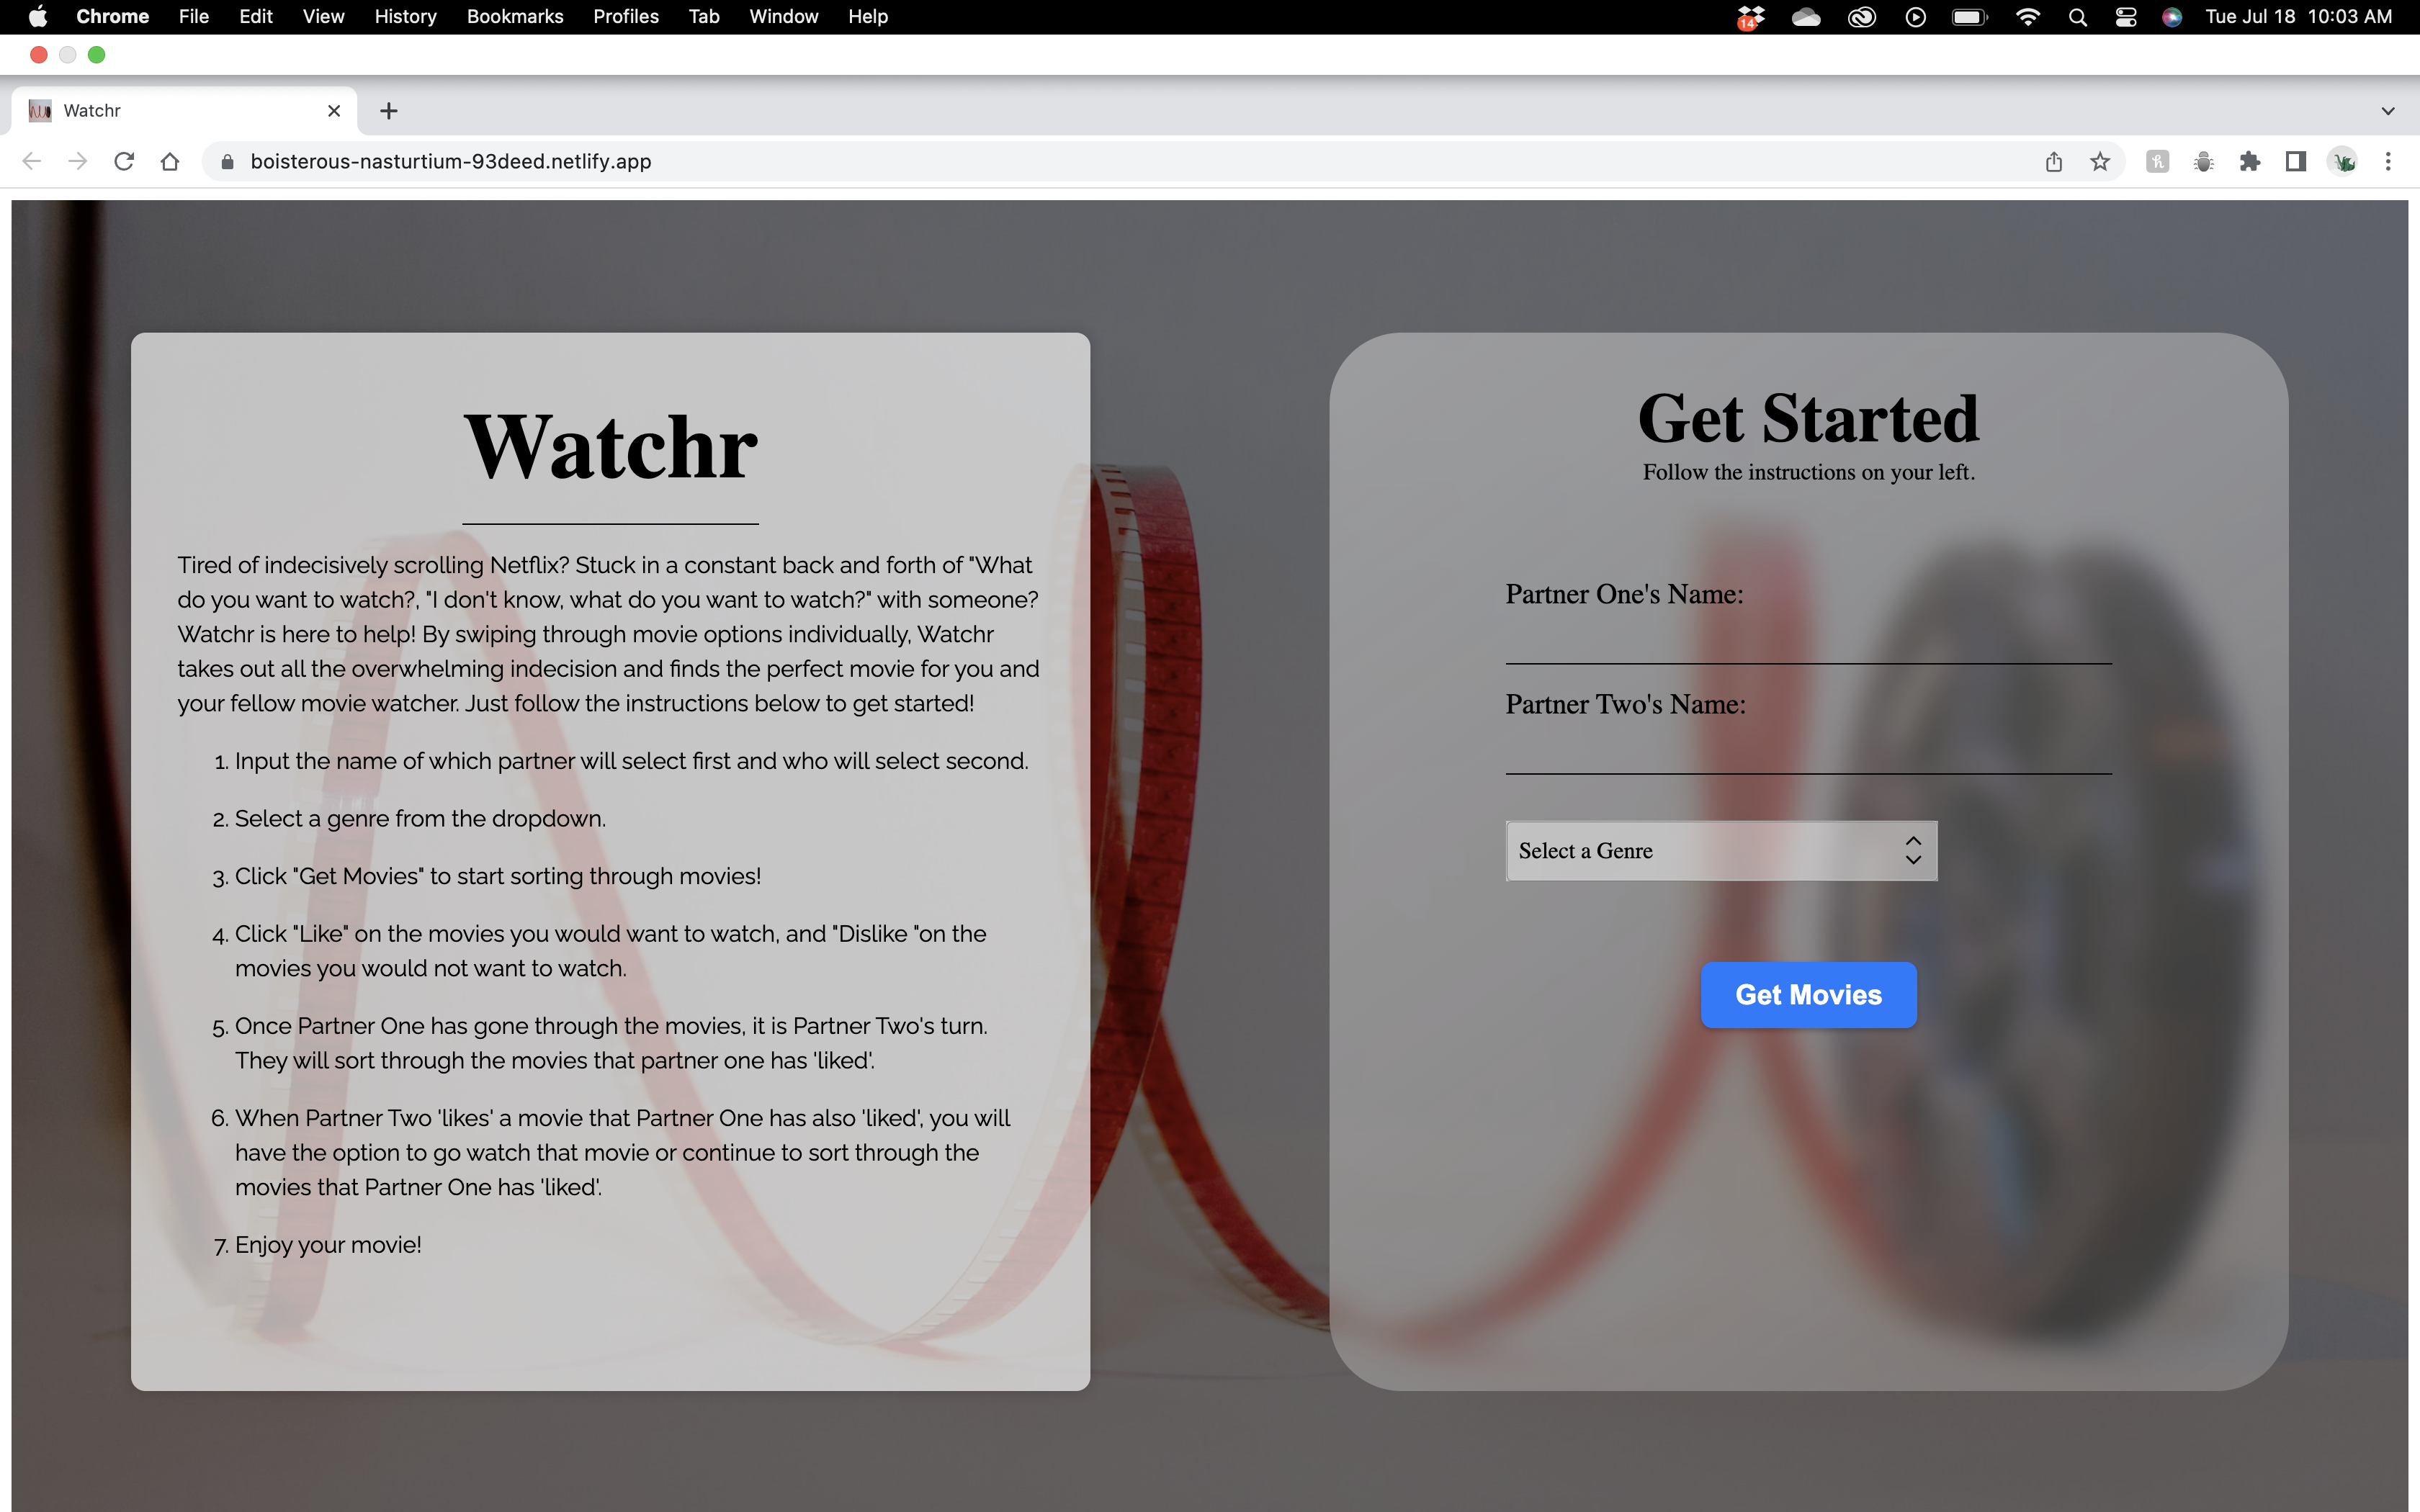 Chrome File Edit View History Bookmarks Profiles Tab Window Help 14 Tue Jul 18 10:03 AM
Watchr
boisterous-nasturtium-93deed.netlify.app
Watchr
Tired of indecisively scrolling Netflix? Stuck in a constant back and forth of "What
do you want to watch?, "I don't know, what do you want to watch?" with someone?
Watchr is here to help! By swiping through movie options individually, Watchr
takes out all the overwhelming indecision and finds the perfect movie for you and
your fellow movie watcher. Just follow the instructions below to get started!
1. Input the name of which partner will select first and who will select second.
2. Select a genre from the dropdown.
3. Click "Get Movies" to start sorting through movies!
4. Click "Like" on the movies you would want to watch, and "Dislike "on the
movies you would not want to watch.
5. Once Partner One has gone through the movies, it is Partner Two's turn.
They will sort through the movies that partner one has 'liked'.
6. When Partner Two 'likes' a movie that Partner One has also 'liked', you will
have the option to go watch that movie or continue to sort through the
movies that Partner One has 'liked'.
7. Enjoy your movie!
Get Started
Follow the instructions on your left.
Partner One's Name:
Partner Two's Name:
Select a Genre
Get Movies